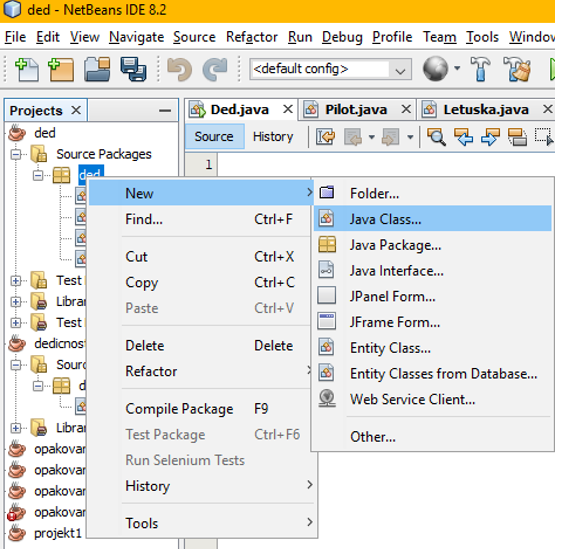 ded - NetBeans IDE 8.2
File Edit View Navigate Source Refactor Run Debug Profile Team Tools Window
<default config>
Projects
Ded.java Pilot.java Letuska.java
Source History
1
ded
Source Packages
ded
Test
Libra
Test
dedicnost
Sourc
d
Libra
opakovan
opakovan
opakovan
opakovan
projekt1
New
Find... Ctrl+F
Cut Ctrl+X
Copy Ctrl+C
Paste Ctrl+V
Delete Delete
Refactor
Compile Package F9
Test Package Ctrl+F6
Run Selenium Tests
History
Tools
Folder...
Java Class...
Java Package...
Java Interface...
JPanel Form...
JFrame Form...
Entity Class...
Entity Classes from Database...
Web Service Client...
Other...